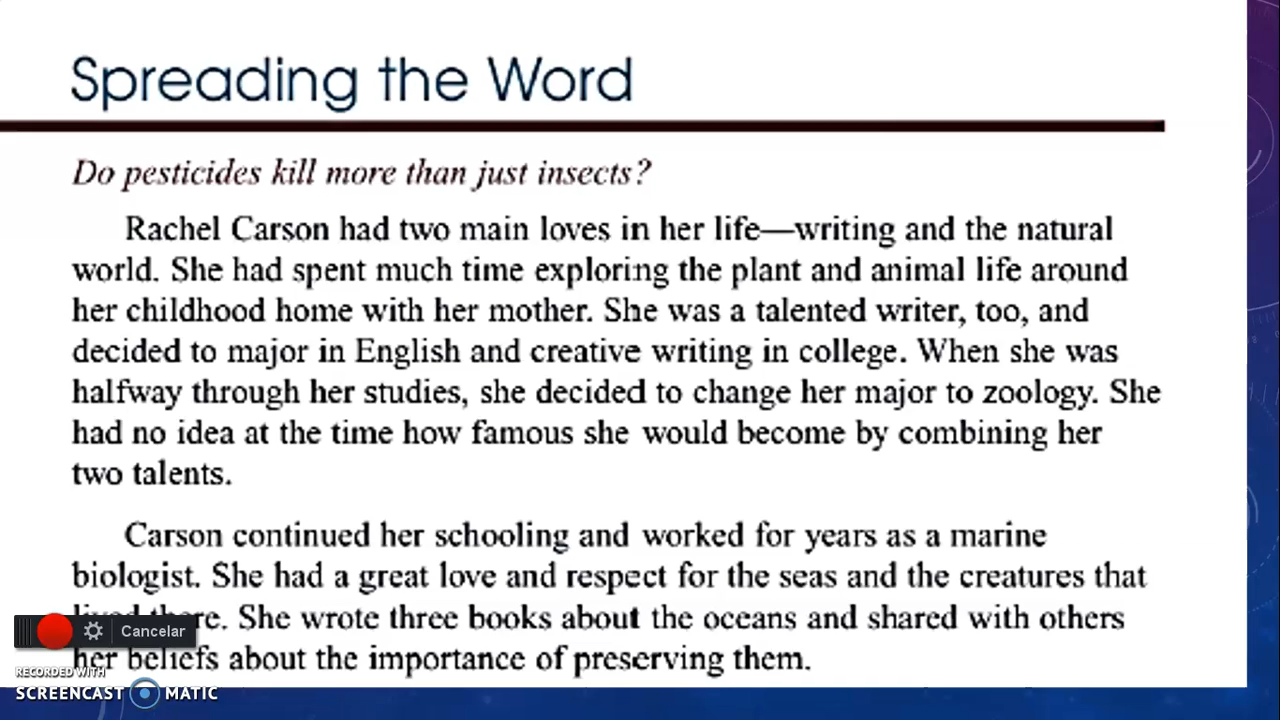 Spreading the Word
Do pesticides kill more than just insects?
Rachel Carson had two main loves in her life—writing and the natural
world. She had spent much time exploring the plant and animal life around
her childhood home with her mother. She was a talented writer, too, and
decided to major in English and creative writing in college. When she was
halfway through her studies, she decided to change her major to zoology. She
had no idea at the time how famous she would become by combining her
two talents.
Carson continued her schooling and worked for years as a marine
biologist. She had a great love and respect for the seas and the creatures that
lived there. She wrote three books about the oceans and shared with others
Cancelar
her beliefs about the importance of preserving them.
RECORDED WITH
SCREENCAST MATIC